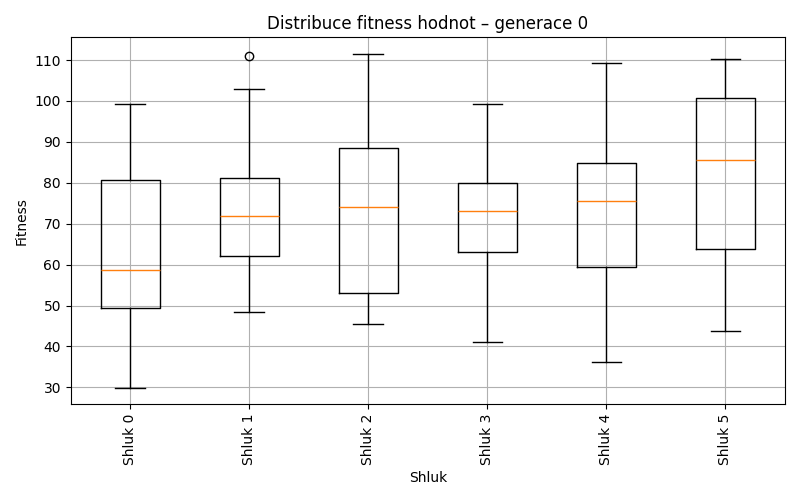 Distribuce fitness hodnot – generace 0
Fitness
110
100
90
80
70
60
50
40
30
Shluk 0
Shluk 1
Shluk 2
Shluk 3
Shluk 4
Shluk 5
Shluk